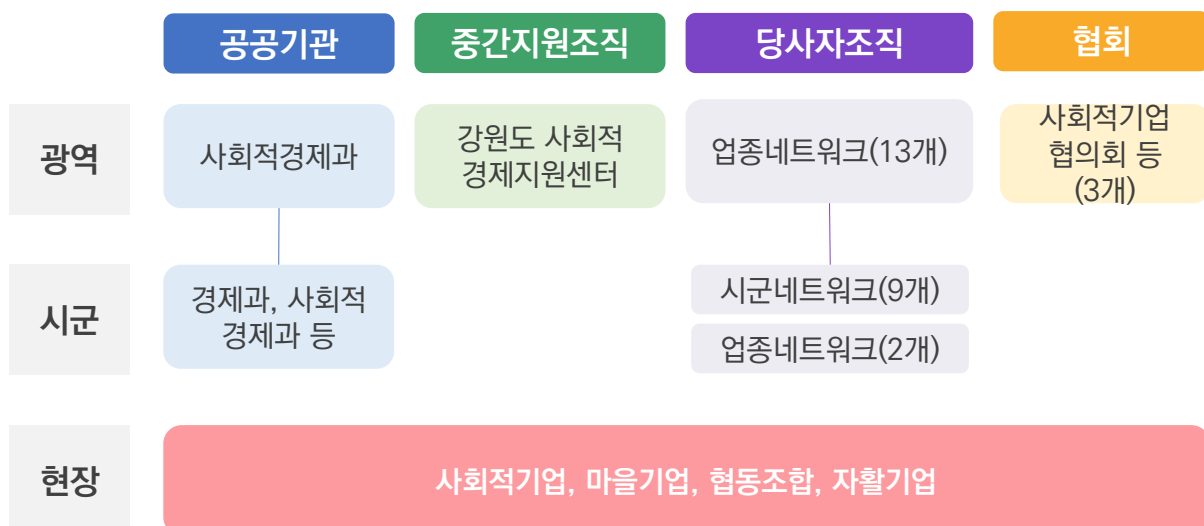 공공기관
중간지원조직
당사자조직
협회
광역
사회적경제과
강원도 사회적
경제지원센터
업종네트워크(13개)
사회적기업
협의회 등
(3개)
시군
경제과, 사회적
경제과 등
시군네트워크(9개)
업종네트워크(2개)
현장
사회적기업, 마을기업, 협동조합, 자활기업